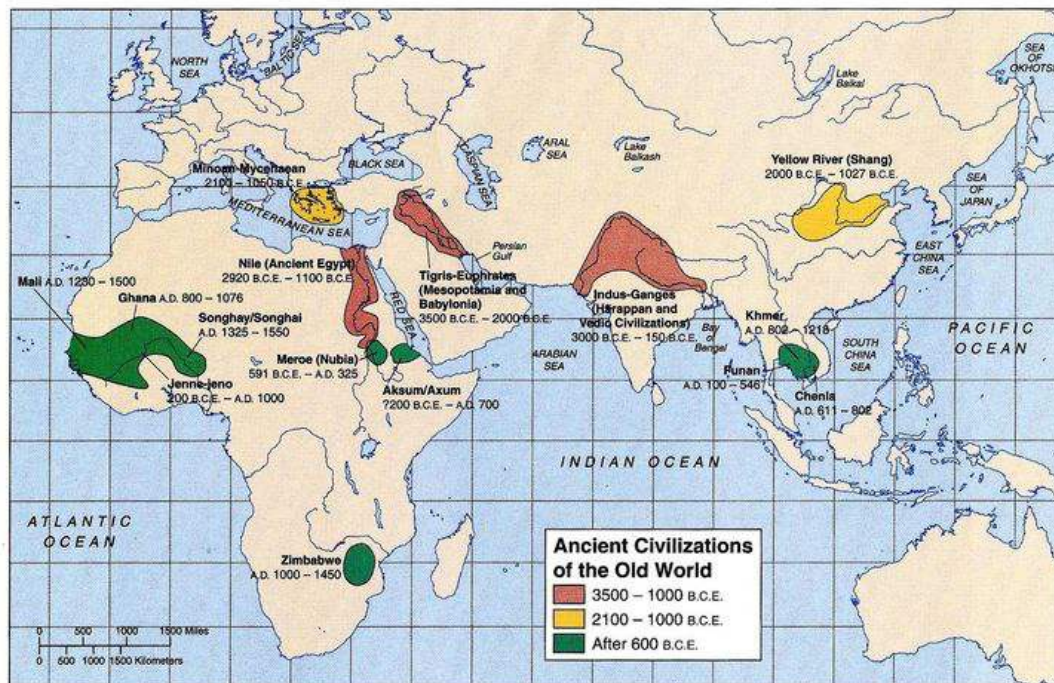 NORTH
SEA
BALTIC SEA
SEA
OF
OKHOTSK
Lake
Baikal
BLACK SEA
CASPIAN SEA
ARAL
SEA
Lake
Balkash
Yellow River (Shang)
2000 – 1027 B.C.E.
SEA
OF
JAPAN
Minoan-Mycenaean
2100 – 1050 B.C.E.
MEDITERRANEAN SEA
Persian
Gulf
EAST
CHINA
SEA
Nile (Ancient Egypt)
2920 B.C.E. – 1100 B.C.E.
Tigris-Euphrates
(Mesopotamia and
Babylonia)
3500 B.C.E. – 2000 B.C.E.
Indus-Ganges
(Harappan and
Vedic Civilizations)
3000 B.C.E. – 150 B.C.E.
Mali A.D. 1230 – 1500
Ghana A.D. 800 – 1076
Songhay/Songhai
A.D. 1325 – 1550
RED SEA
Jenne-jeno
200 B.C.E. – A.D. 1000
Meroe (Nubia)
591 B.C.E. – A.D. 325
Aksum/Axum
?200 B.C.E. – A.D. 700
ARABIAN
SEA
Bay
of
Bengal
Khmer
A.D. 802 – 1218
Funan
A.D. 100 – 546
Chenla
A.D. 611 – 802
SOUTH
CHINA
SEA
PACIFIC
OCEAN
INDIAN OCEAN
ATLANTIC
OCEAN
Zimbabwe
A.D. 1000 – 1450
0 500 1000 1500 Miles
0 500 1000 1500 Kilometers
Ancient Civilizations
of the Old World
3500 – 1000 B.C.E.
2100 – 1000 B.C.E.
After 600 B.C.E.